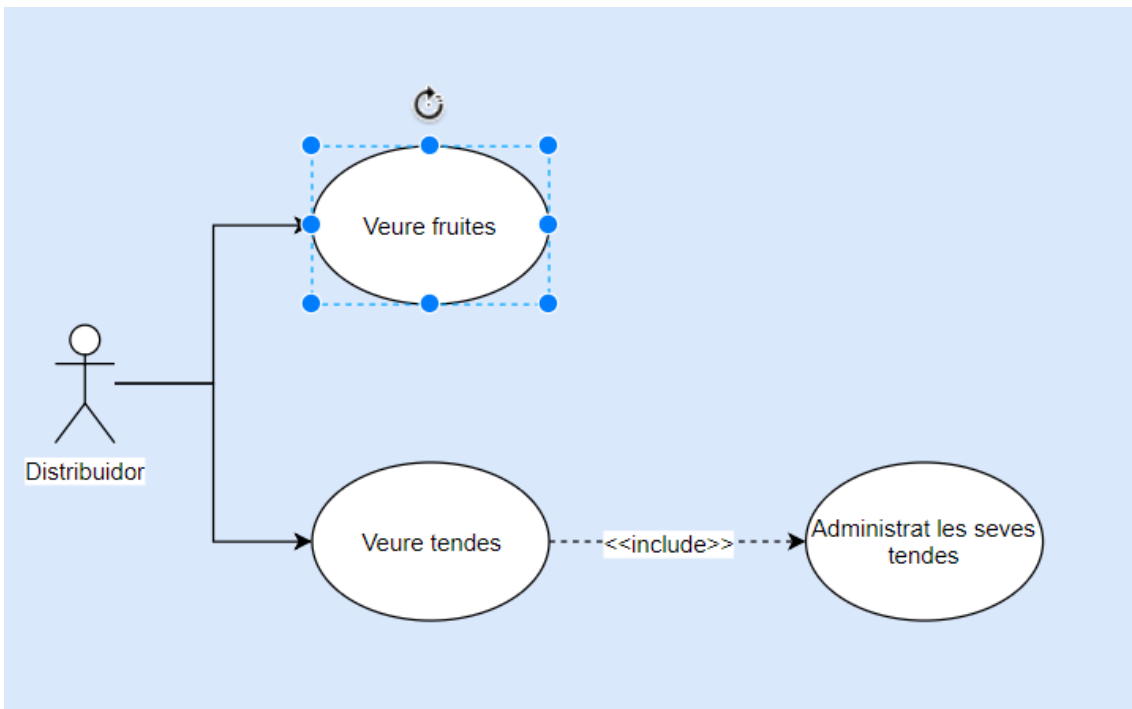 Veure fruites
Distribuidor
Veure tendes
<<include>>
Administrat les seves
tendes